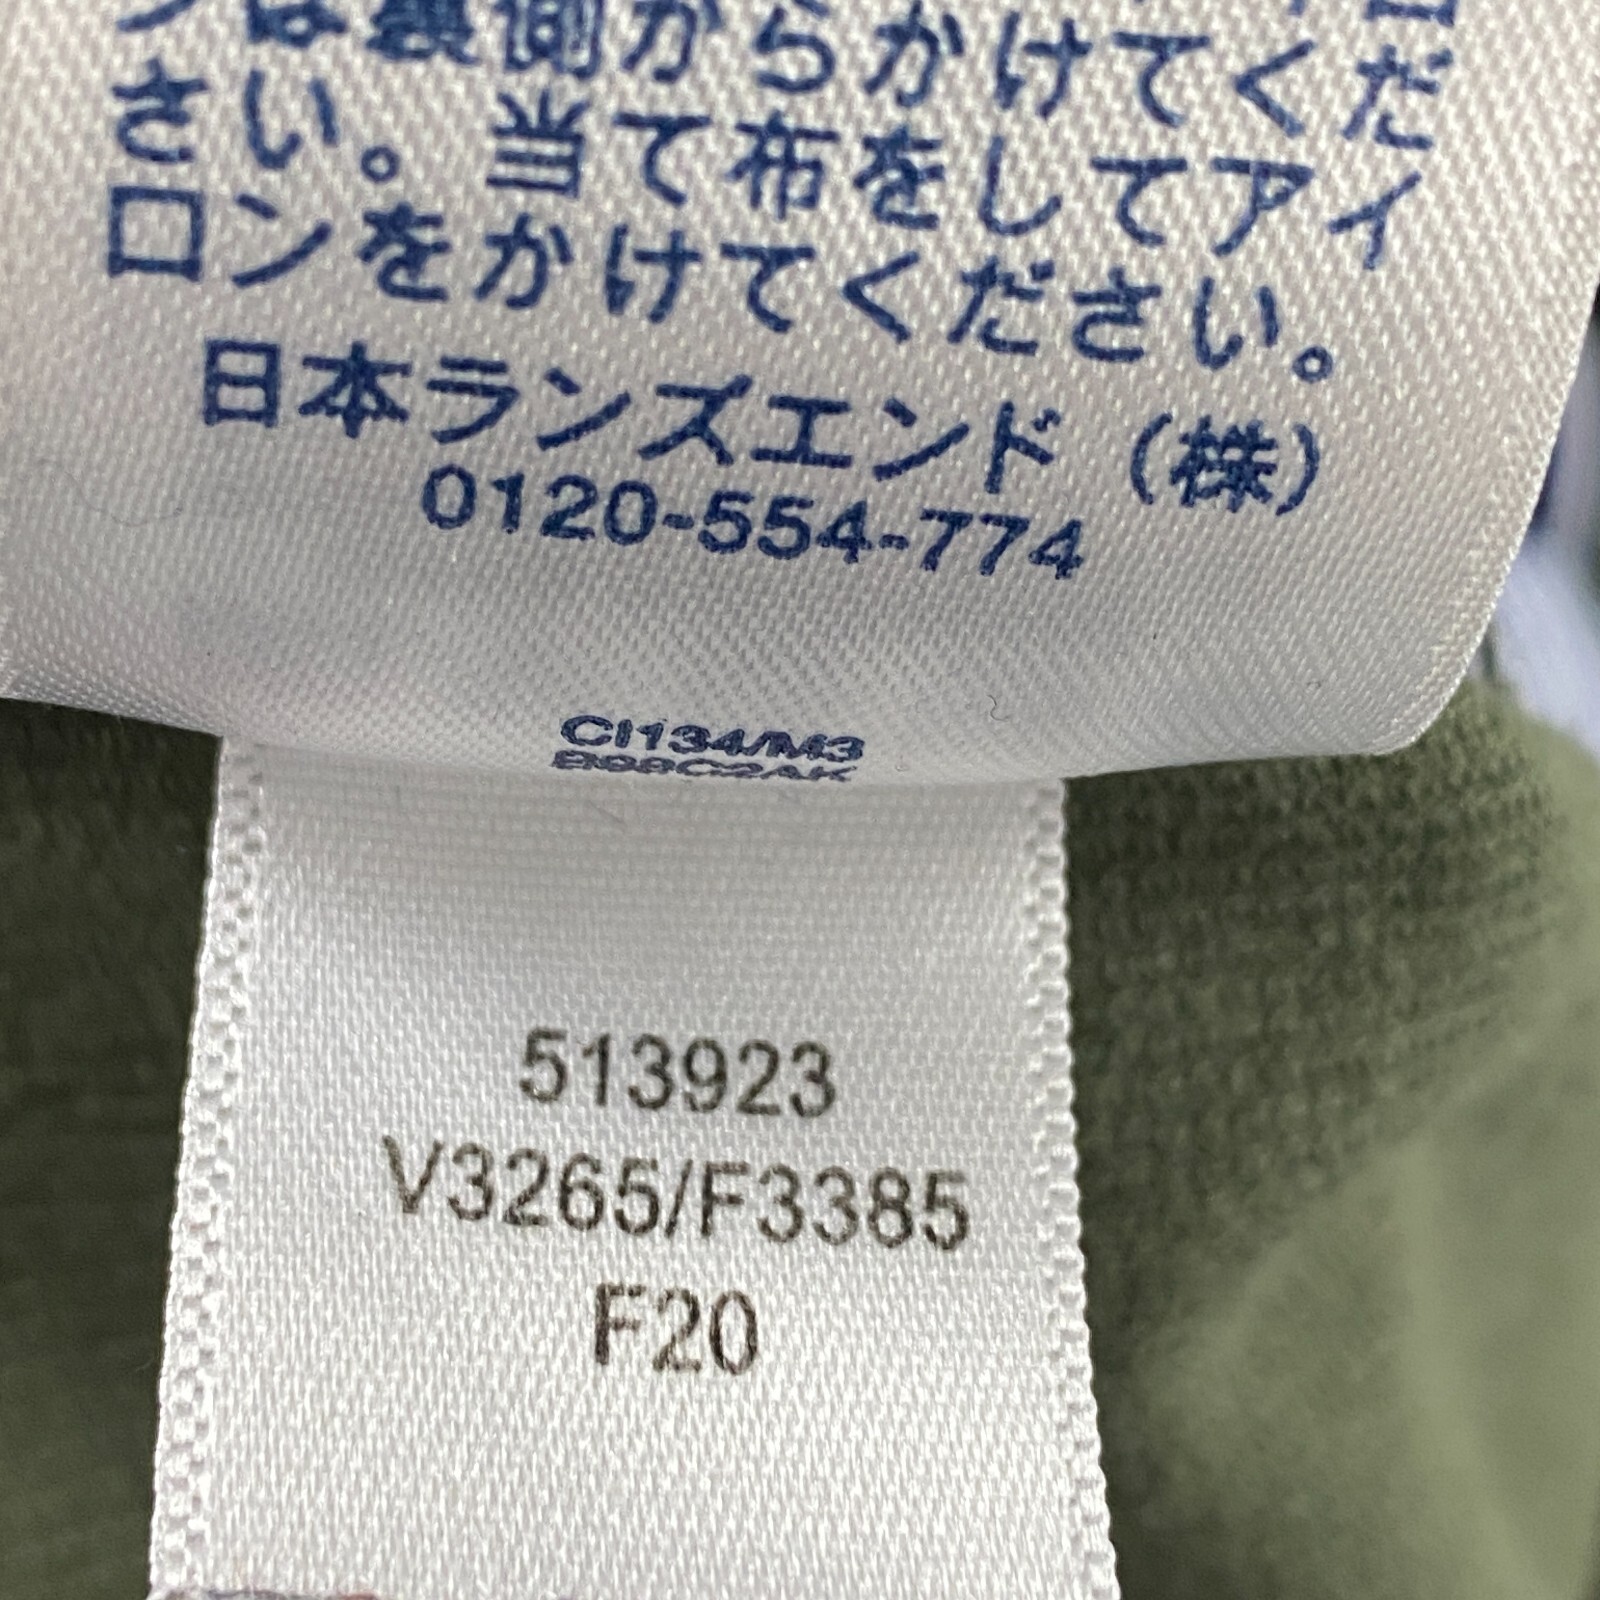 は裏側からかけてくだ
さい。当て布をしてアイ
ロンをかけてください。
日本ランズエンド（株）
0120-554-774
CI134/M3
513923
V3265/F3385
F20